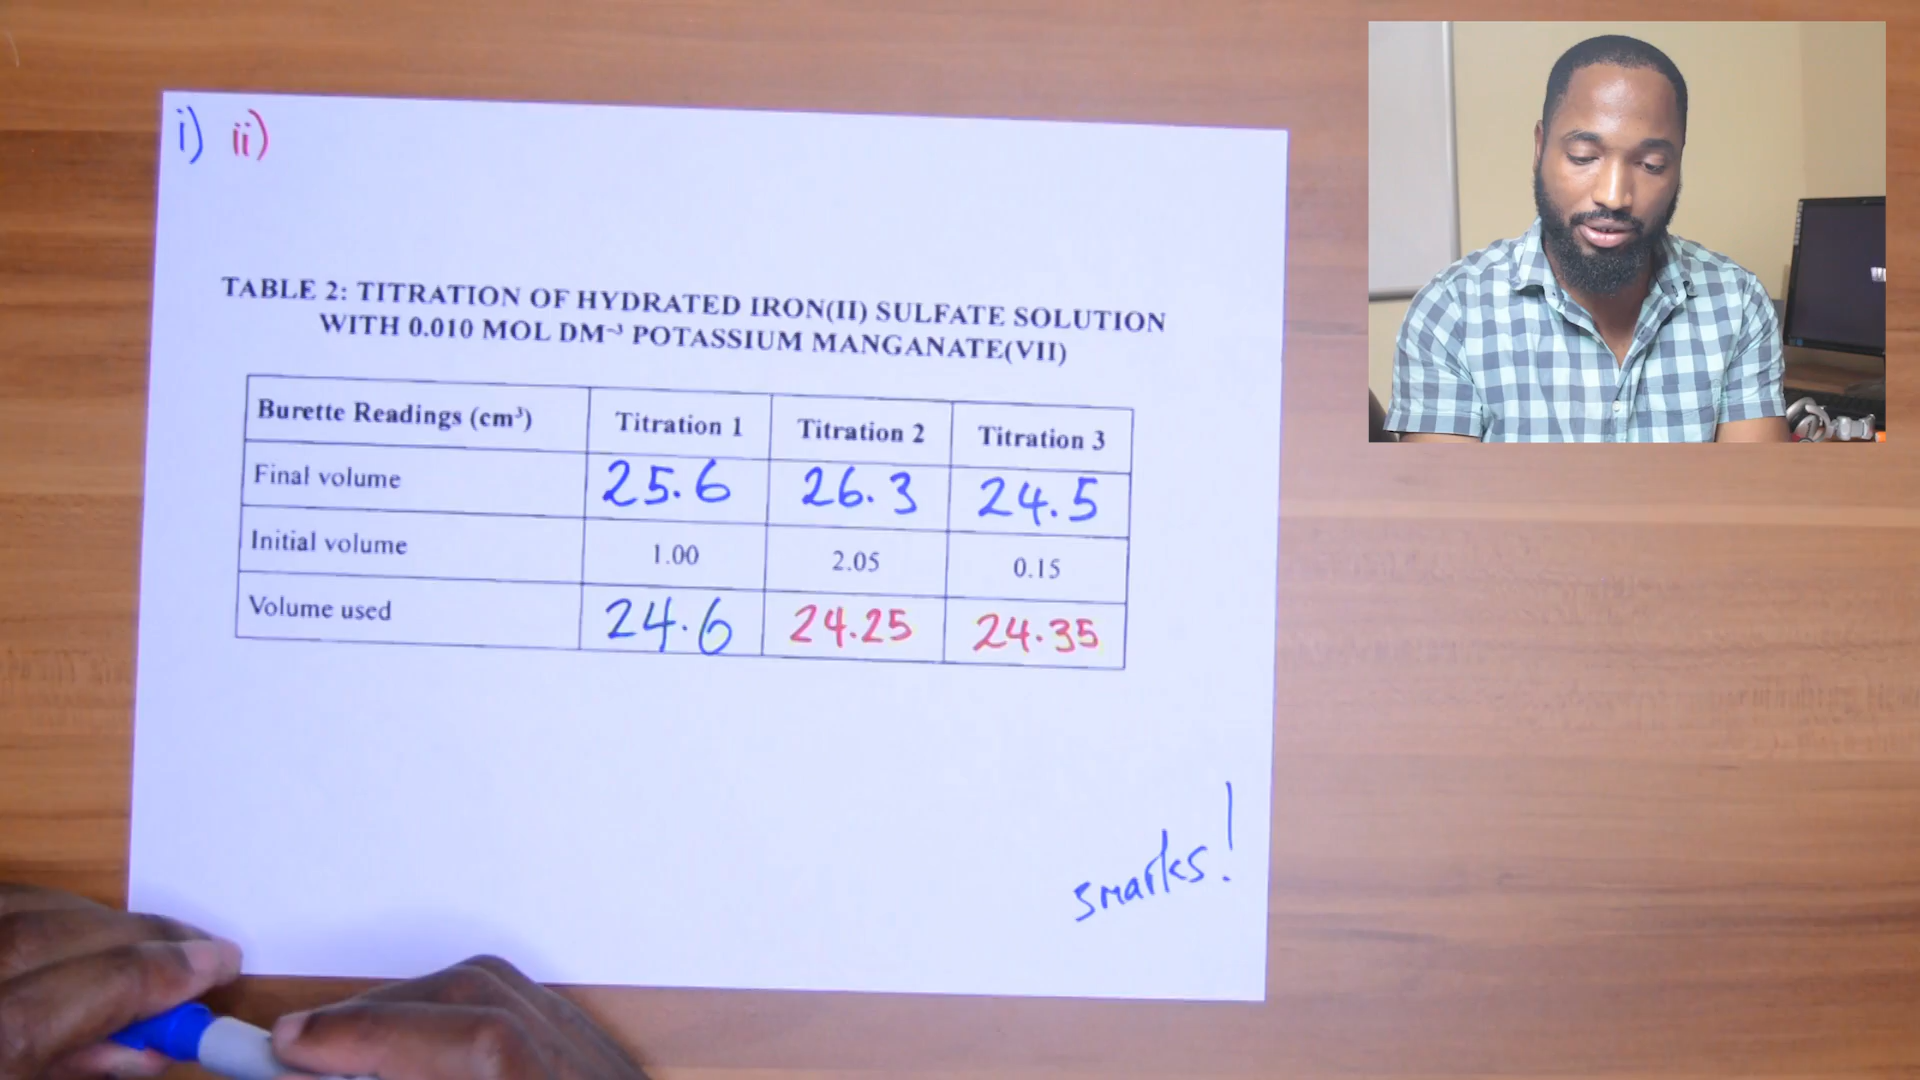 i) ii)
TABLE 2: TITRATION OF HYDRATED IRON(II) SULFATE SOLUTION
WITH 0.010 MOL DM⁻³ POTASSIUM MANGANATE(VII)
Burette Readings (cm³) Titration 1 Titration 2 Titration 3
Final volume 25.6 26.3 24.5
Initial volume 1.00 2.05 0.15
Volume used 24.6 24.25 24.35
5marks!